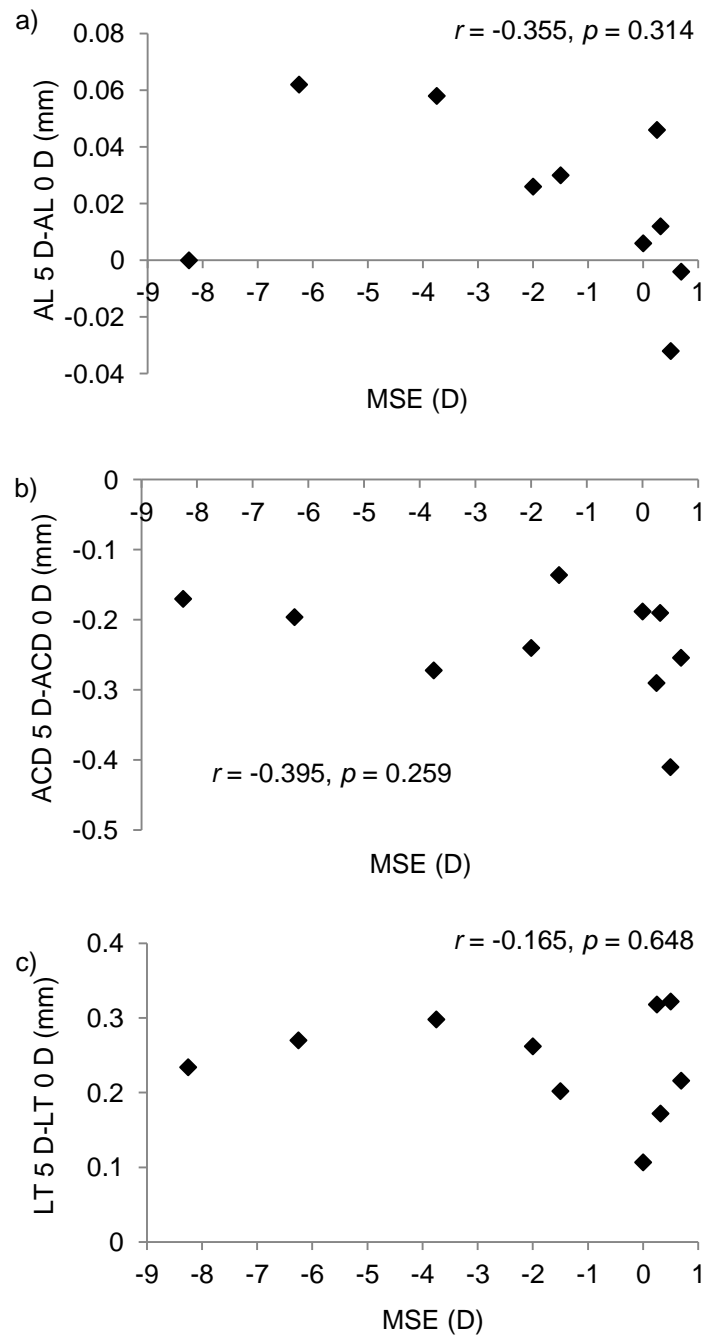 a)
r = -0.355, p = 0.314
AL 5 D-AL 0 D (mm)
0.08
0.06
0.04
0.02
0
-0.02
-0.04
-9 -8 -7 -6 -5 -4 -3 -2 -1 0 1
MSE (D)
b)
ACD 5 D-ACD 0 D (mm)
0
-0.1
-0.2
-0.3
-0.4
-0.5
-9 -8 -7 -6 -5 -4 -3 -2 -1 0 1
r = -0.395, p = 0.259
MSE (D)
c)
r = -0.165, p = 0.648
LT 5 D-LT 0 D (mm)
0.4
0.3
0.2
0.1
0
-9 -8 -7 -6 -5 -4 -3 -2 -1 0 1
MSE (D)